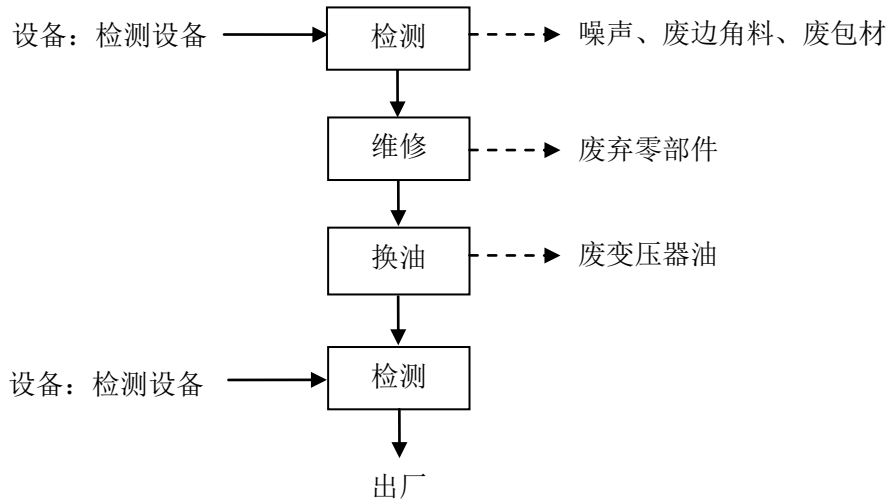 设备：检测设备
检测
噪声、废边角料、废包材
维修
废弃零部件
换油
废变压器油
设备：检测设备
检测
出厂